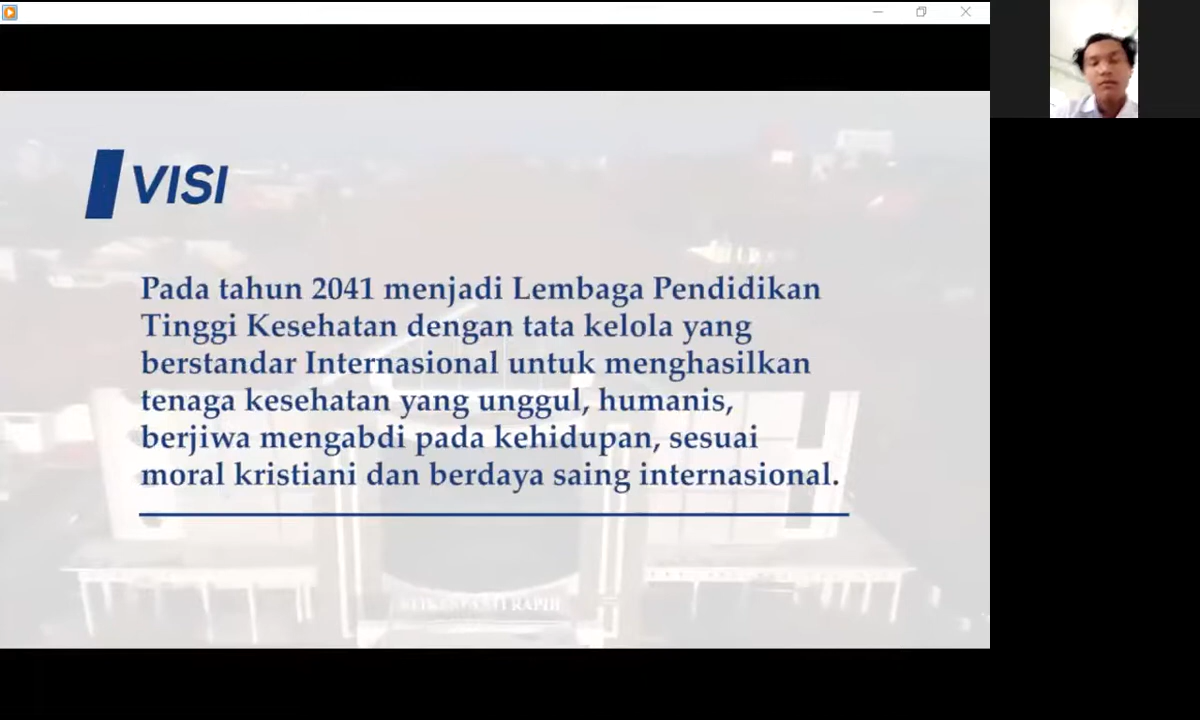 VISI
Pada tahun 2041 menjadi Lembaga Pendidikan
Tinggi Kesehatan dengan tata kelola yang
berstandar Internasional untuk menghasilkan
tenaga kesehatan yang unggul, humanis,
berjiwa mengabdi pada kehidupan, sesuai
moral kristiani dan berdaya saing internasional.
RAPIH